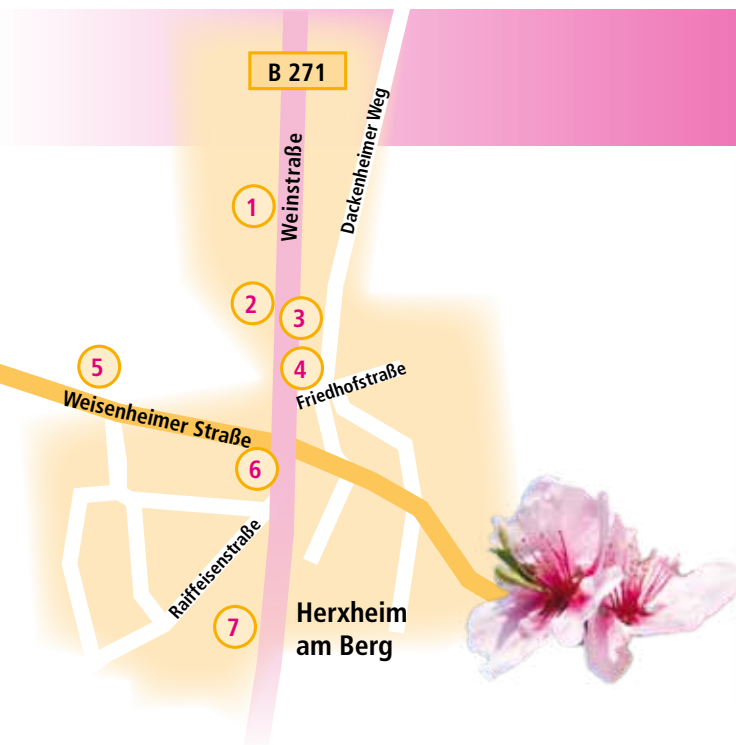 B 271
Dackenheimer Weg
Weinstraße
1
2
3
4
5
Friedhofstraße
Weisenheimer Straße
6
Raiffeisenstraße
7
Herxheim
am Berg